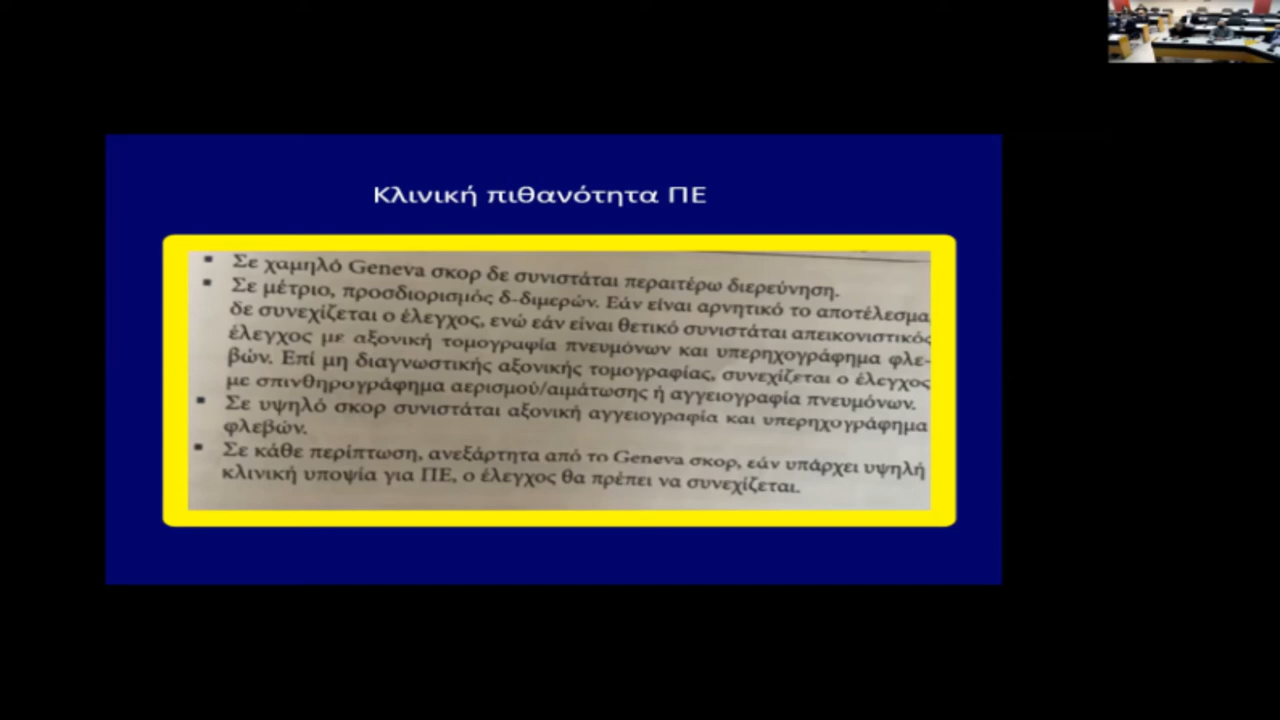 Κλινική πιθανότητα ΠΕ
▪ Σε χαμηλό Geneva σκορ δε συνιστάται περαιτέρω διερεύνηση.
▪ Σε μέτριο, προσδιορισμός δ-διμερών. Εάν είναι αρνητικό το αποτέλεσμα
δε συνεχίζεται ο έλεγχος, ενώ εάν είναι θετικό συνιστάται απεικονιστικός
έλεγχος με αξονική τομογραφία πνευμόνων και υπερηχογράφημα φλε-
βών. Επί μη διαγνωστικής αξονικής τομογραφίας, συνεχίζεται ο έλεγχος
με σπινθηρογράφημα αερισμού/αιμάτωσης ή αγγειογραφία πνευμόνων.
▪ Σε υψηλό σκορ συνιστάται αξονική αγγειογραφία και υπερηχογράφημα
φλεβών.
▪ Σε κάθε περίπτωση, ανεξάρτητα από το Geneva σκορ, εάν υπάρχει υψηλή
κλινική υποψία για ΠΕ, ο έλεγχος θα πρέπει να συνεχίζεται.